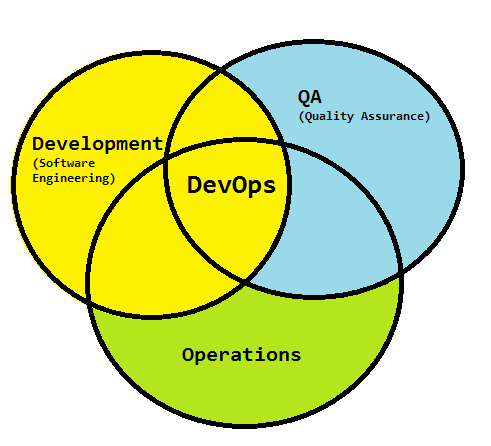 QA
(Quality Assurance)
Development
(Software
Engineering)
DevOps
Operations